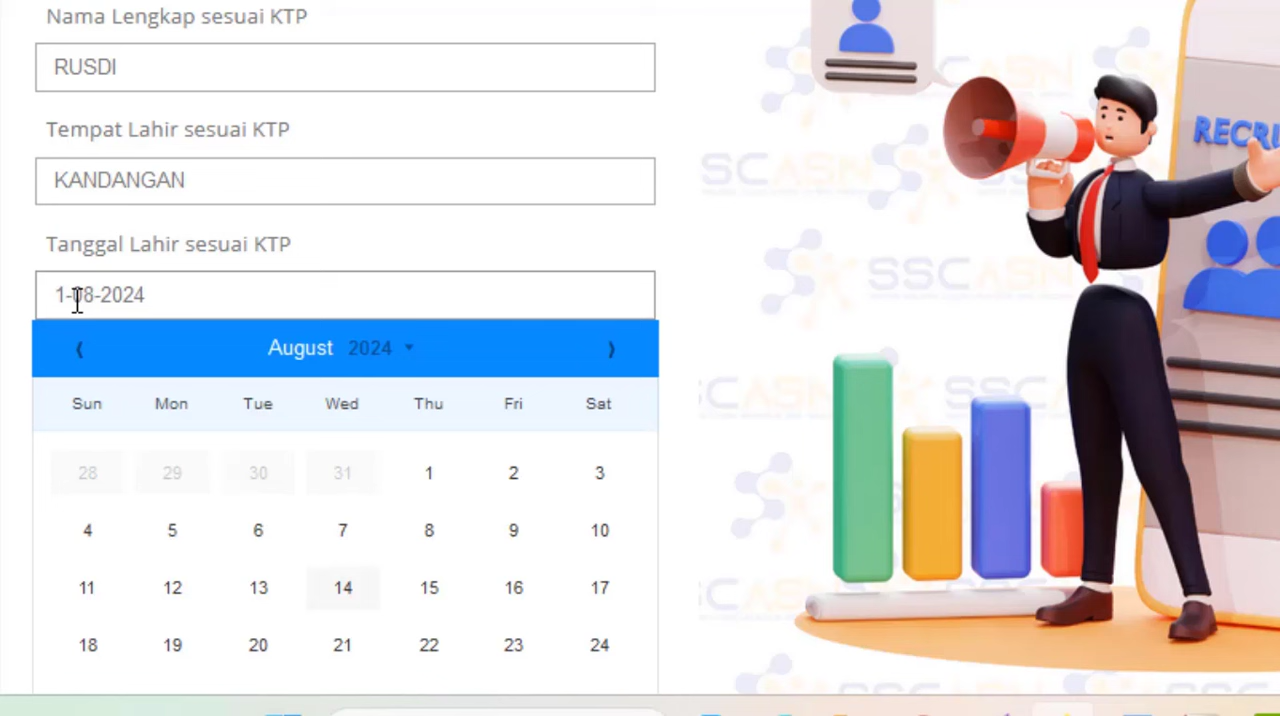 Nama Lengkap sesuai KTP
RUSDI
Tempat Lahir sesuai KTP
KANDANGAN
Tanggal Lahir sesuai KTP
1-08-2024
August 2024
Sun Mon Tue Wed Thu Fri Sat
28 29 30 31 1 2 3
4 5 6 7 8 9 10
11 12 13 14 15 16 17
18 19 20 21 22 23 24
SCASN
SSCASN